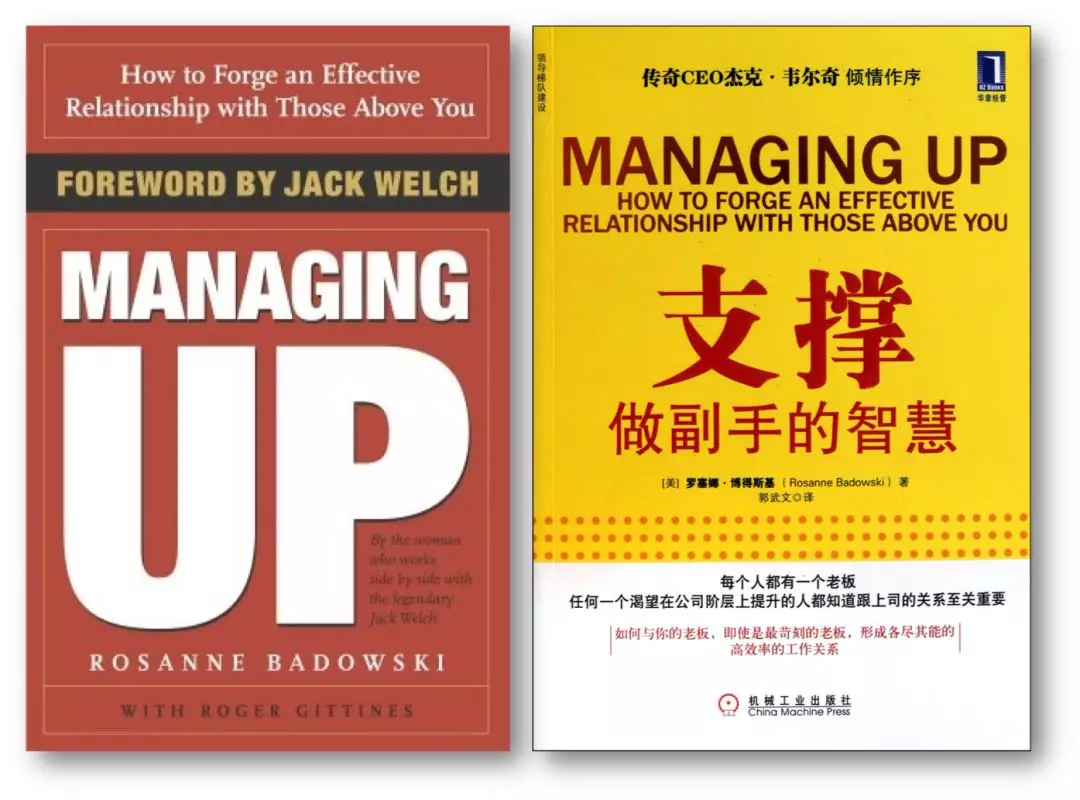 How to Forge an Effective
Relationship with Those Above You
FOREWORD BY JACK WELCH
MANAGING
UP
By the woman
who works
side by side with
the legendary
Jack Welch
ROSANNE BADOWSKI
WITH ROGER GITTINES
领导梯队建设
传奇CEO杰克·韦尔奇 倾情作序
HZ Books
华章经管
MANAGING UP
HOW TO FORGE AN EFFECTIVE
RELATIONSHIP WITH THOSE ABOVE YOU
支撑
做副手的智慧
[美] 罗塞娜·博得斯基（Rosanne Badowski）著
郭武文◎译
每个人都有一个老板
任何一个渴望在公司阶层上提升的人都知道跟上司的关系至关重要
如何与你的老板，即使是最苛刻的老板，形成各尽其能的
高效率的工作关系
机械工业出版社
China Machine Press